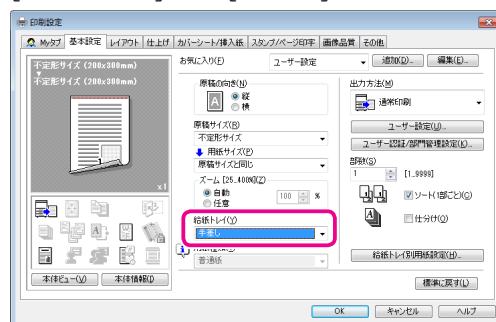 印刷設定
Myタブ 基本設定 レイアウト 仕上げ カバーシート/挿入紙 スタンプ/ページ印字 画像品質 その他
不定形サイズ (200x300mm)
不定形サイズ (200x300mm)
x1
本体ビュー(V) 本体情報(I)
お気に入り(F) ユーザー設定 追加(D)... 編集(E)...
原稿の向き(N)
A
縦
横
原稿サイズ(R)
不定形サイズ
用紙サイズ(P)
原稿サイズと同じ
ズーム [25..400%](Z)
自動
任意
100 %
給紙トレイ(Y)
手差し
普通紙
出力方法(M)
通常印刷
ユーザー設定(U)...
ユーザー認証/部門管理設定(K)...
部数(S)
1 [1..9999]
ソート(1部ごと)(C)
仕分け(O)
給紙トレイ別用紙設定(H)...
標準に戻す(L)
OK キャンセル ヘルプ